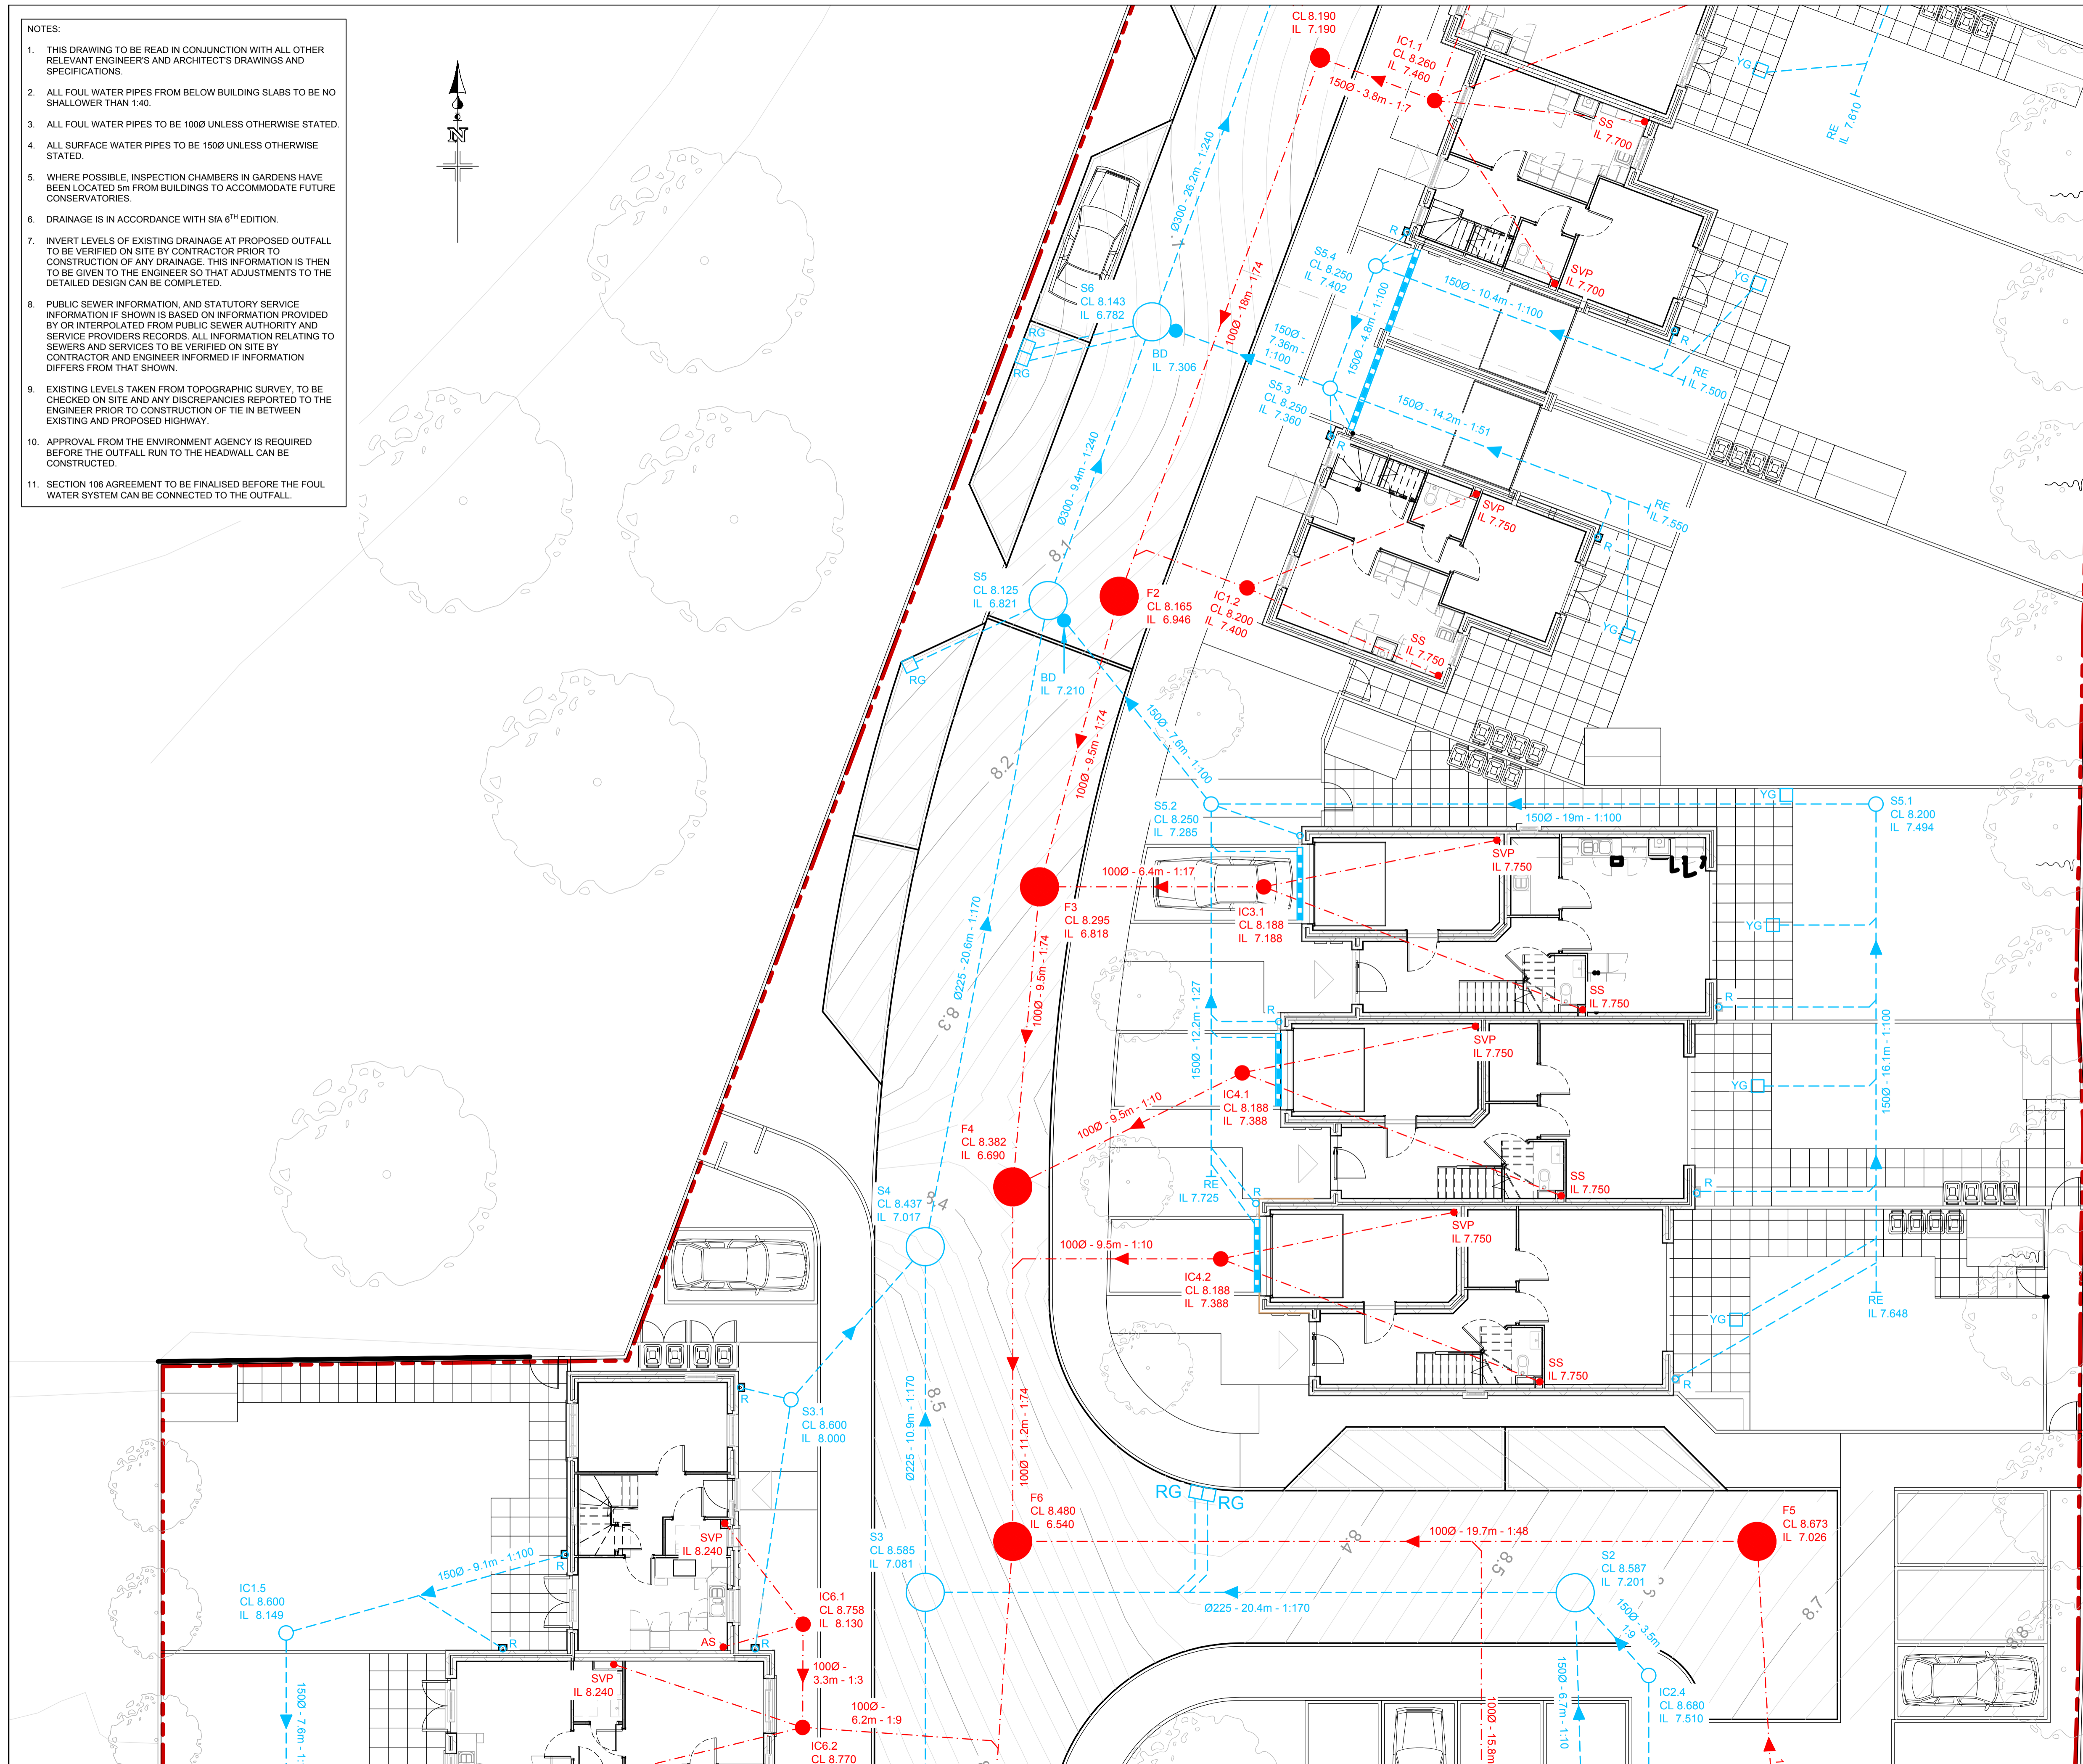 NOTES:
1. THIS DRAWING TO BE READ IN CONJUNCTION WITH ALL OTHER
RELEVANT ENGINEER'S AND ARCHITECT'S DRAWINGS AND
SPECIFICATIONS.
2. ALL FOUL WATER PIPES FROM BELOW BUILDING SLABS TO BE NO
SHALLOWER THAN 1:40.
3. ALL FOUL WATER PIPES TO BE 100Ø UNLESS OTHERWISE STATED.
4. ALL SURFACE WATER PIPES TO BE 150Ø UNLESS OTHERWISE
STATED.
5. WHERE POSSIBLE, INSPECTION CHAMBERS IN GARDENS HAVE
BEEN LOCATED 5m FROM BUILDINGS TO ACCOMMODATE FUTURE
CONSERVATORIES.
6. DRAINAGE IS IN ACCORDANCE WITH SfA 6TH EDITION.
7. INVERT LEVELS OF EXISTING DRAINAGE AT PROPOSED OUTFALL
TO BE VERIFIED ON SITE BY CONTRACTOR PRIOR TO
CONSTRUCTION OF ANY DRAINAGE. THIS INFORMATION IS THEN
TO BE GIVEN TO THE ENGINEER SO THAT ADJUSTMENTS TO THE
DETAILED DESIGN CAN BE COMPLETED.
8. PUBLIC SEWER INFORMATION, AND STATUTORY SERVICE
INFORMATION IF SHOWN IS BASED ON INFORMATION PROVIDED
BY OR INTERPOLATED FROM PUBLIC SEWER AUTHORITY AND
SERVICE PROVIDERS RECORDS. ALL INFORMATION RELATING TO
SEWERS AND SERVICES TO BE VERIFIED ON SITE BY
CONTRACTOR AND ENGINEER INFORMED IF INFORMATION
DIFFERS FROM THAT SHOWN.
9. EXISTING LEVELS TAKEN FROM TOPOGRAPHIC SURVEY, TO BE
CHECKED ON SITE AND ANY DISCREPANCIES REPORTED TO THE
ENGINEER PRIOR TO CONSTRUCTION OF TIE IN BETWEEN
EXISTING AND PROPOSED HIGHWAY.
10. APPROVAL FROM THE ENVIRONMENT AGENCY IS REQUIRED
BEFORE THE OUTFALL RUN TO THE HEADWALL CAN BE
CONSTRUCTED.
11. SECTION 106 AGREEMENT TO BE FINALISED BEFORE THE FOUL
WATER SYSTEM CAN BE CONNECTED TO THE OUTFALL.
N
CL 8.190
IL 7.190
IC1.1
CL 8.260
IL 7.460
150Ø - 3.8m - 1:7
SS
IL 7.700
YG
RE
IL 7.610
Ø300 - 26.2m - 1:240
100Ø - 18m - 1:74
R
S5.4
CL 8.250
IL 7.402
SVP
IL 7.700
YG
150Ø - 10.4m - 1:100
150Ø - 4.8m - 1:100
S6
CL 8.143
IL 6.782
RG
RG
BD
IL 7.306
150Ø -
7.36m -
1:100
R
RE
IL 7.500
S5.3
CL 8.250
IL 7.360
150Ø - 14.2m - 1:51
R
Ø300 - 9.4m - 1:240
8.1
SVP
IL 7.750
RE
IL 7.550
R
S5
CL 8.125
IL 6.821
F2
CL 8.165
IL 6.946
IC1.2
CL 8.200
IL 7.400
YG
SS
IL 7.750
RG
BD
IL 7.210
8.2
100Ø - 9.5m - 1:74
150Ø - 7.6m - 1:100
S5.2
CL 8.250
IL 7.285
YG
150Ø - 19m - 1:100
S5.1
CL 8.200
IL 7.494
SVP
IL 7.750
100Ø - 6.4m - 1:17
F3
CL 8.295
IL 6.818
IC3.1
CL 8.188
IL 7.188
YG
Ø225 - 20.6m - 1:170
8.3
100Ø - 9.5m - 1:74
150Ø - 12.2m - 1:27
SS
IL 7.750
R
R
SVP
IL 7.750
150Ø - 16.1m - 1:100
YG
IC4.1
CL 8.188
IL 7.388
100Ø - 9.5m - 1:10
F4
CL 8.382
IL 6.690
SS
IL 7.750
R
RE
IL 7.725
R
S4
CL 8.437
IL 7.017
8.4
SVP
IL 7.750
100Ø - 9.5m - 1:10
IC4.2
CL 8.188
IL 7.388
YG
RE
IL 7.648
SS
IL 7.750
R
R
S3.1
CL 8.600
IL 8.000
Ø225 - 10.9m - 1:170
8.5
100Ø - 11.2m - 1:74
RG
RG
F6
CL 8.480
IL 6.540
100Ø - 19.7m - 1:48
F5
CL 8.673
IL 7.026
8.4
8.5
S3
CL 8.585
IL 7.081
S2
CL 8.587
IL 7.201
8.7
8.8
Ø225 - 20.4m - 1:170
150Ø - 3.5m
1:9
SVP
IL 8.240
R
150Ø - 9.1m - 1:100
IC1.5
CL 8.600
IL 8.149
IC6.1
CL 8.758
IL 8.130
R
AS
R
SVP
IL 8.240
100Ø -
3.3m - 1:3
100Ø -
6.2m - 1:9
IC6.2
CL 8.770
150Ø - 7.6m - 1:
100Ø - 15.8m
150Ø - 6.7m - 1:10
IC2.4
CL 8.680
IL 7.510